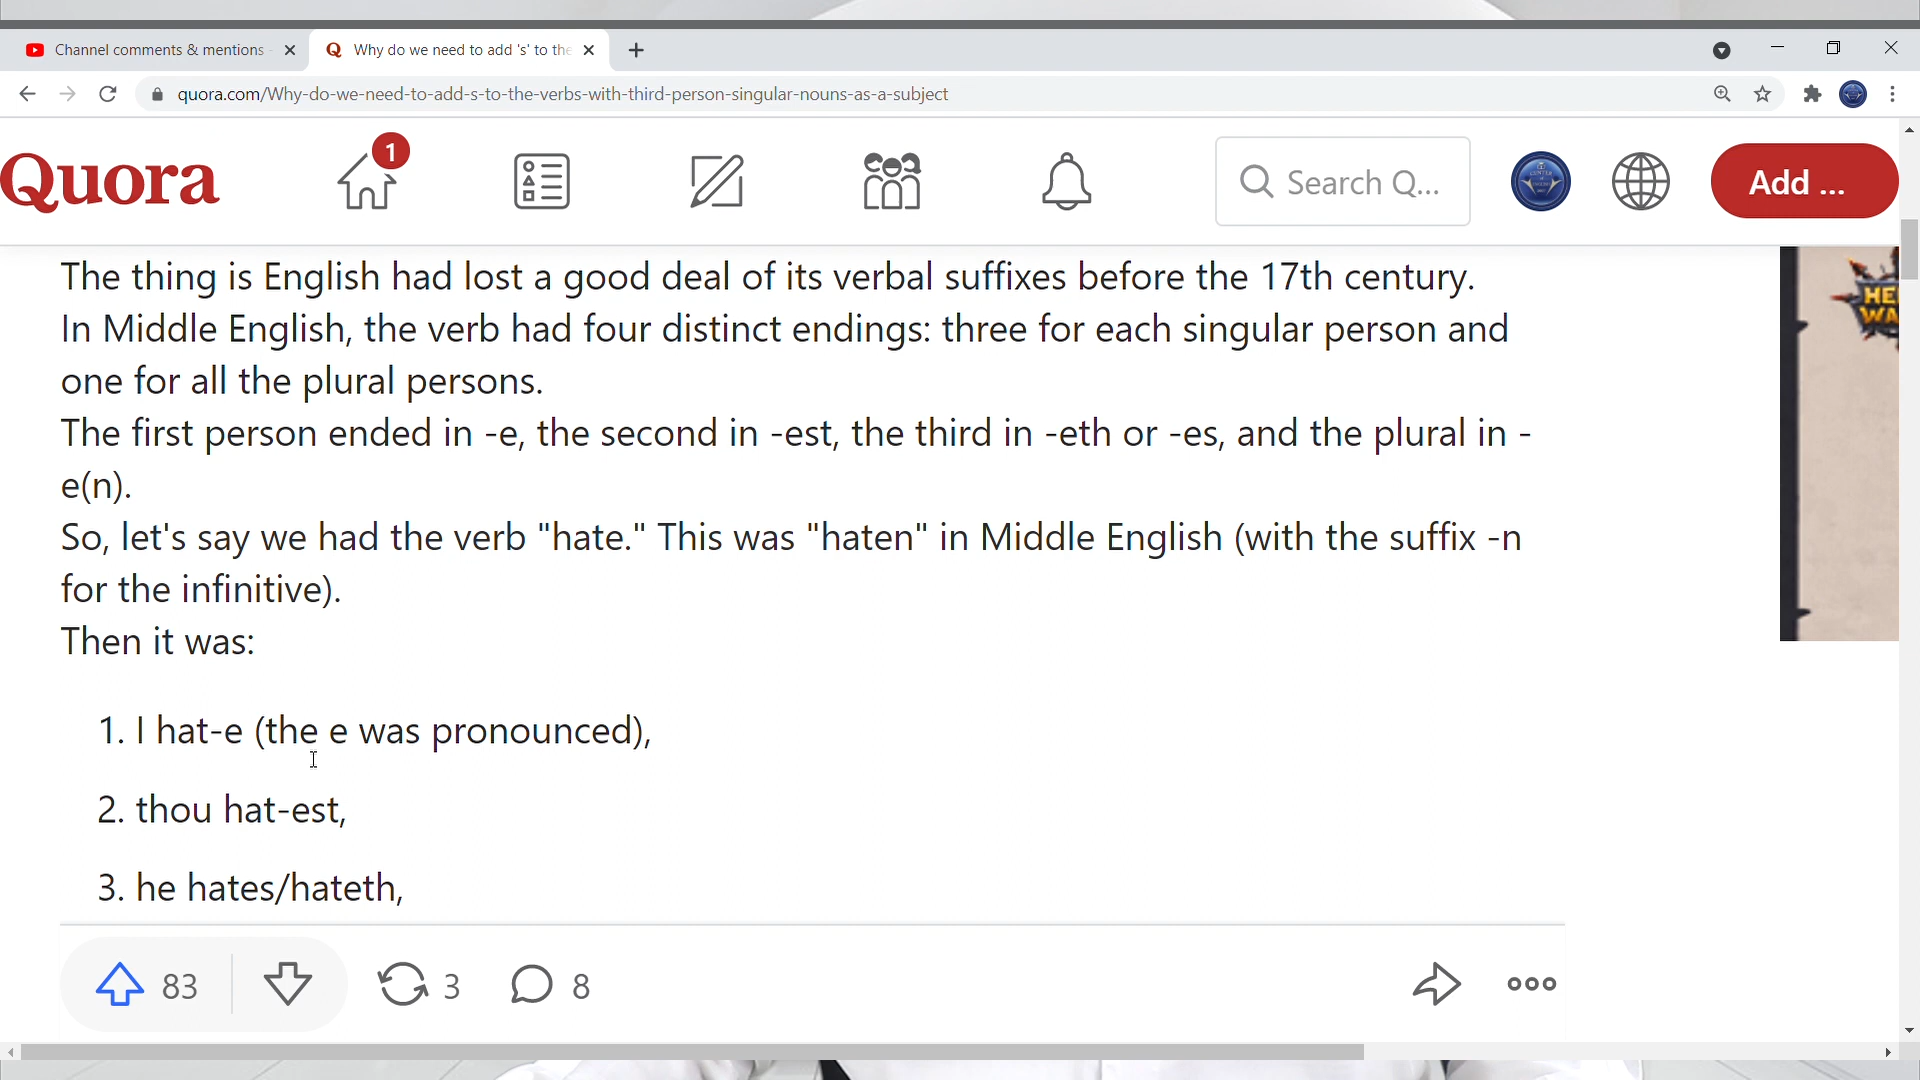 Channel comments & mentions -
Why do we need to add 's' to the
quora.com/Why-do-we-need-to-add-s-to-the-verbs-with-third-person-singular-nouns-as-a-subject
Quora
1
Search Q...
Add ...
The thing is English had lost a good deal of its verbal suffixes before the 17th century.
In Middle English, the verb had four distinct endings: three for each singular person and
one for all the plural persons.
The first person ended in -e, the second in -est, the third in -eth or -es, and the plural in -
e(n).
So, let's say we had the verb "hate." This was "haten" in Middle English (with the suffix -n
for the infinitive).
Then it was:
1. I hat-e (the e was pronounced),
2. thou hat-est,
3. he hates/hateth,
83
3
8